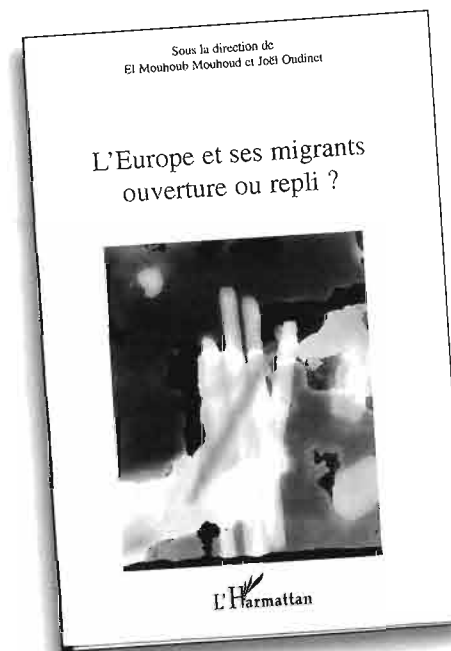 Sous la direction de
El Mouhoub Mouhoud et Joël Oudinet
L'Europe et ses migrants
ouverture ou repli ?
L'Harmattan